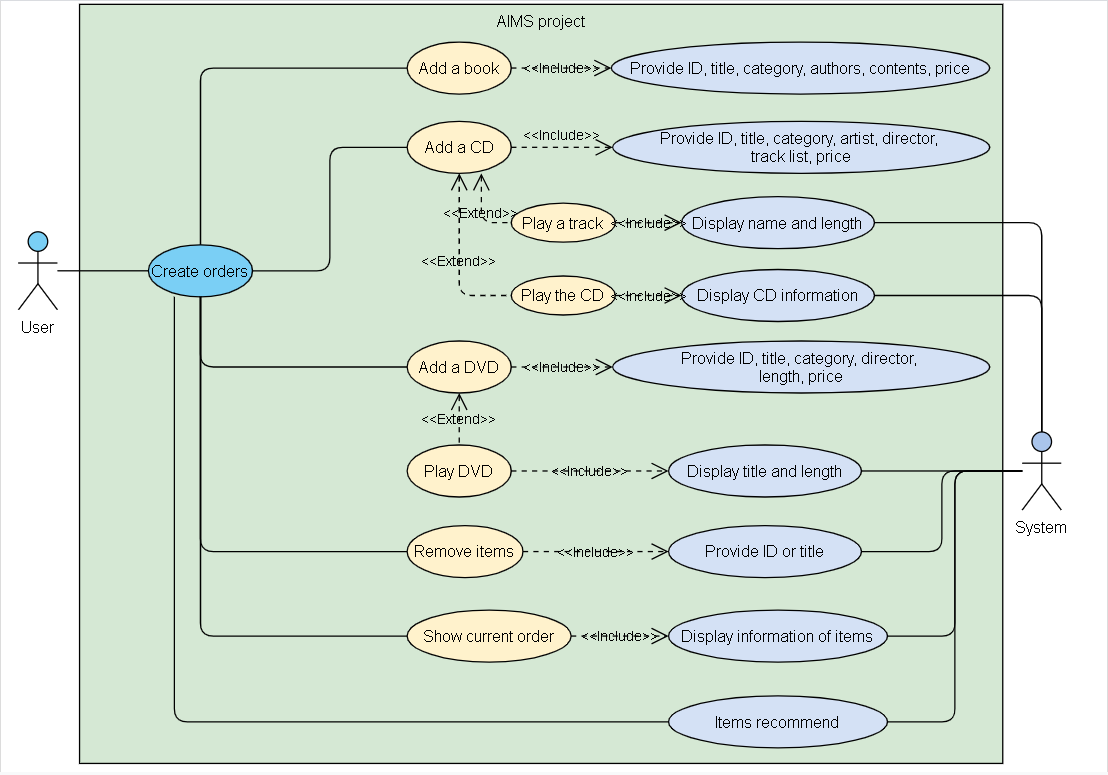 AIMS project
Add a book
<<Include>>
Provide ID, title, category, authors, contents, price
Add a CD
<<Include>>
Provide ID, title, category, artist, director,
track list, price
<<Extend>>
Play a track
<<Include>>
Display name and length
User
Create orders
<<Extend>>
Play the CD
<<Include>>
Display CD information
Add a DVD
<<Include>>
Provide ID, title, category, director,
length, price
<<Extend>>
Play DVD
<<Include>>
Display title and length
System
Remove items
<<Include>>
Provide ID or title
Show current order
<<Include>>
Display information of items
Items recommend